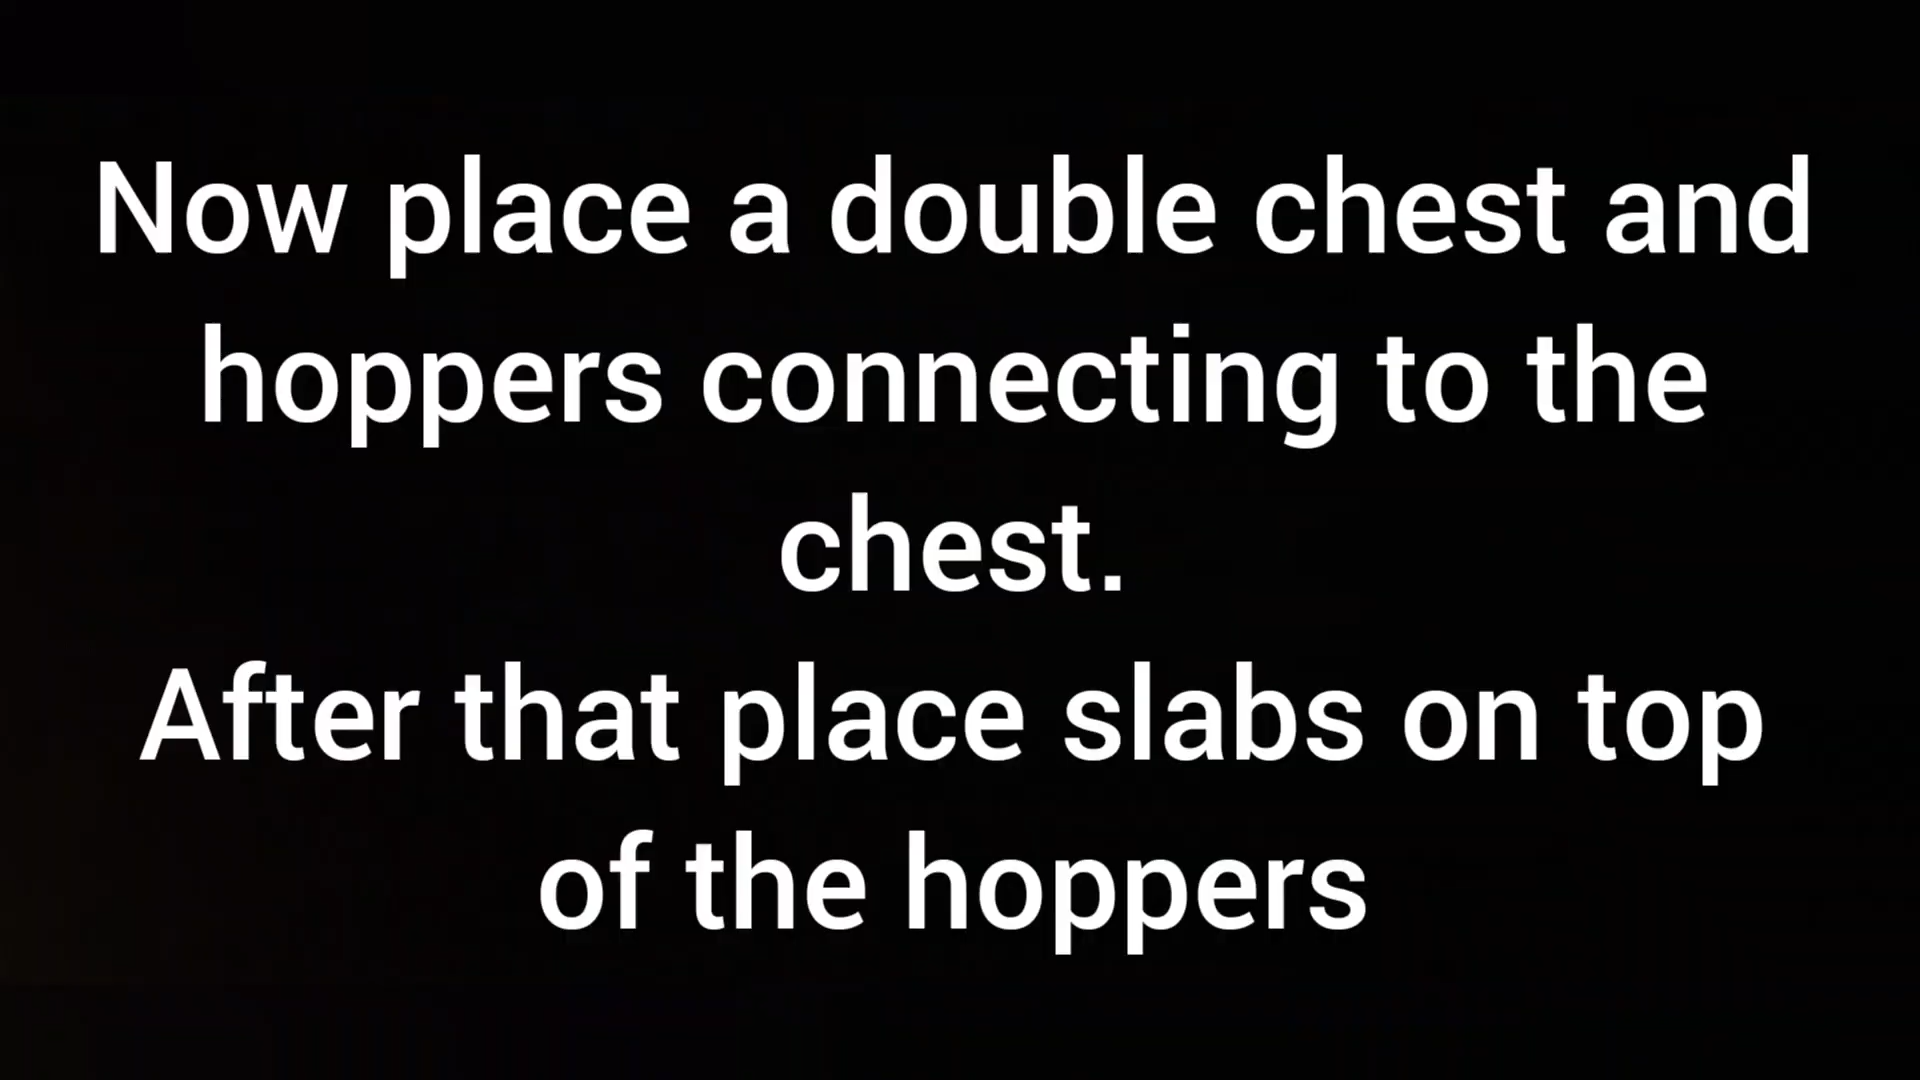 Now place a double chest and
hoppers connecting to the
chest.
After that place slabs on top
of the hoppers